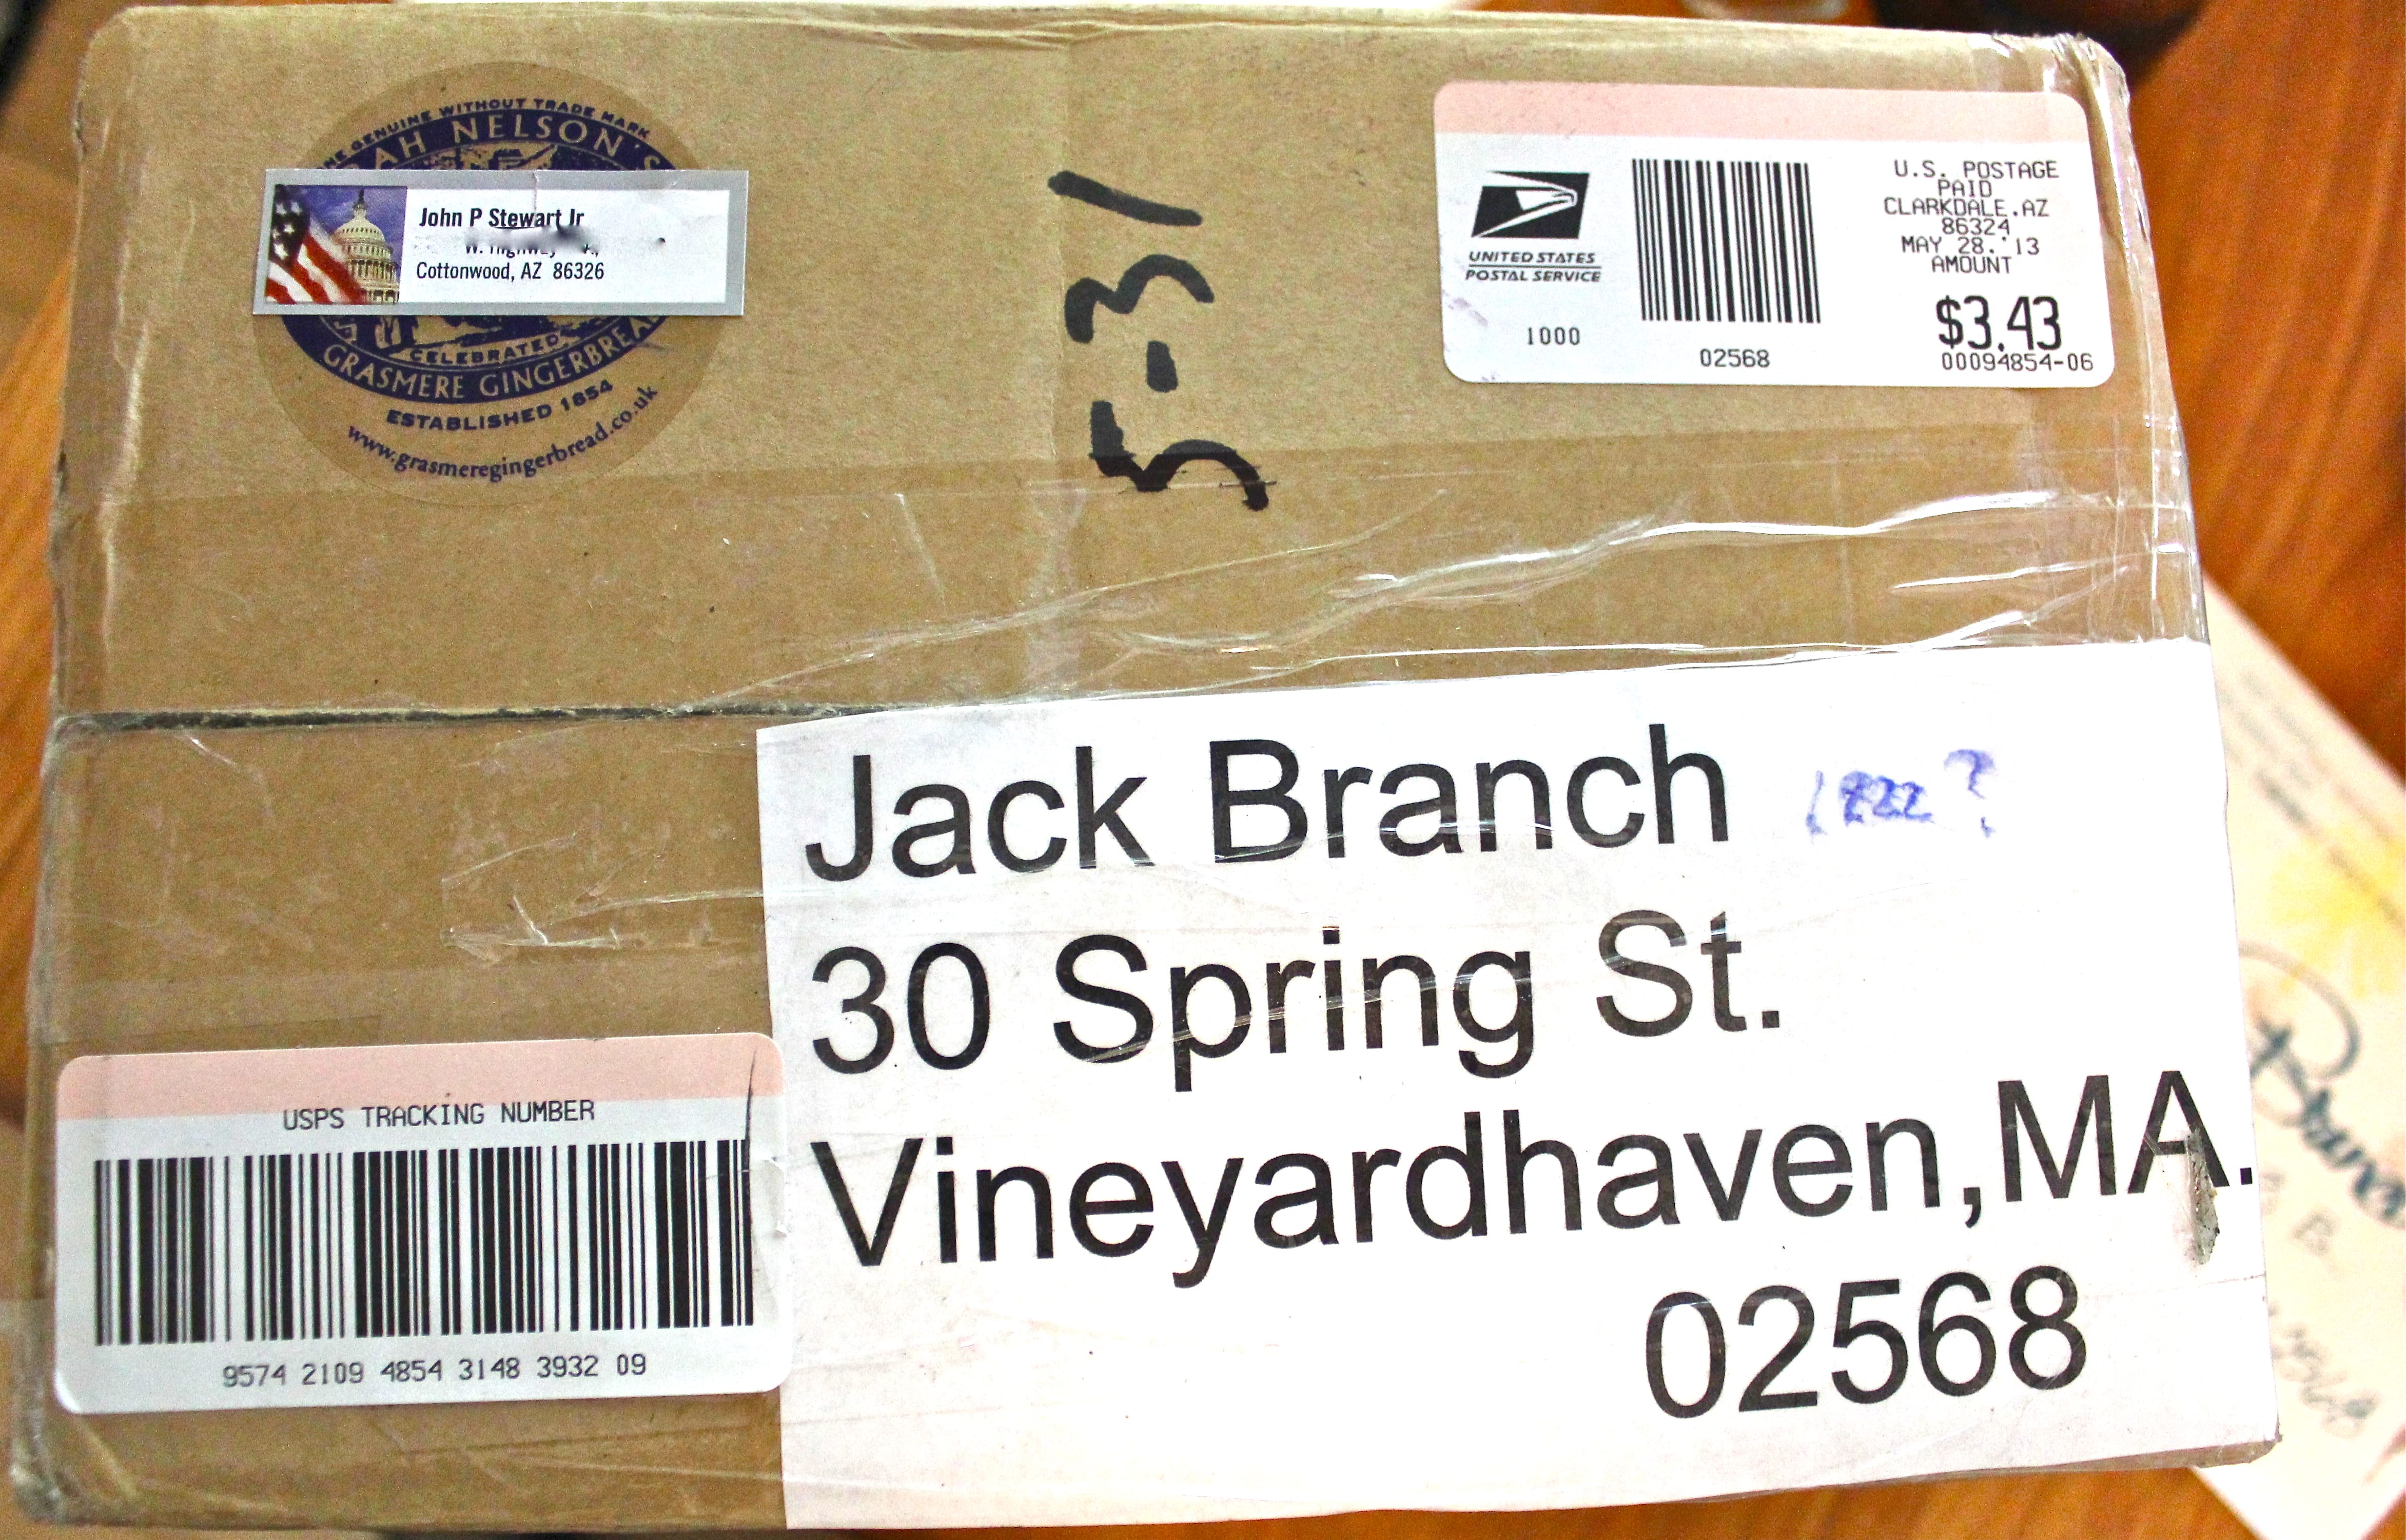 GENUINE WITHOUT TRADE MARK
NELSON'S
John P Stewart Jr
Cottonwood, AZ 86326
CELEBRATED
GRASMERE
ESTABLISHED 1854
www.grasmeregingerbread.co.uk
5-31
U.S. POSTAGE
PAID
CLARKDALE.AZ
86324
MAY 28.'13
AMOUNT
$3.43
00094854-06
UNITED STATES
POSTAL SERVICE
1000
02568
Jack Branch
30 Spring St.
Vineyardhaven,MA.
02568
USPS TRACKING NUMBER
9574 2109 4854 3148 3932 09